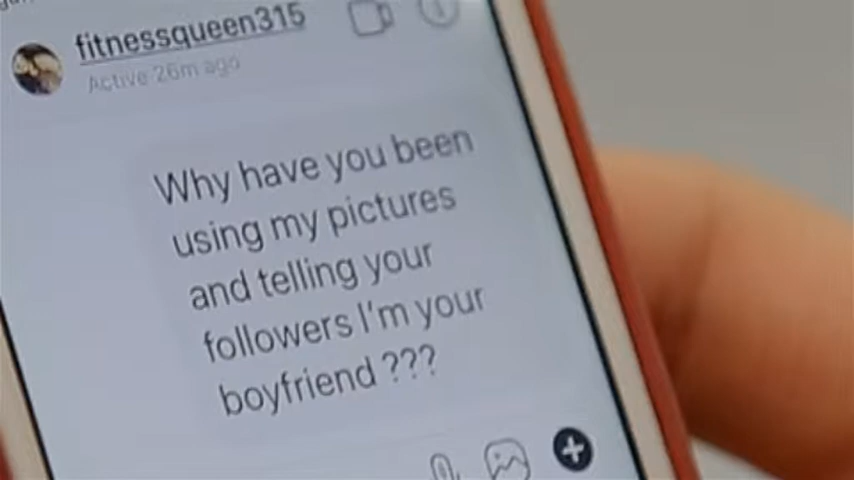 fitnessqueen315
Active 26m ago
Why have you been
using my pictures
and telling your
followers I'm your
boyfriend ???